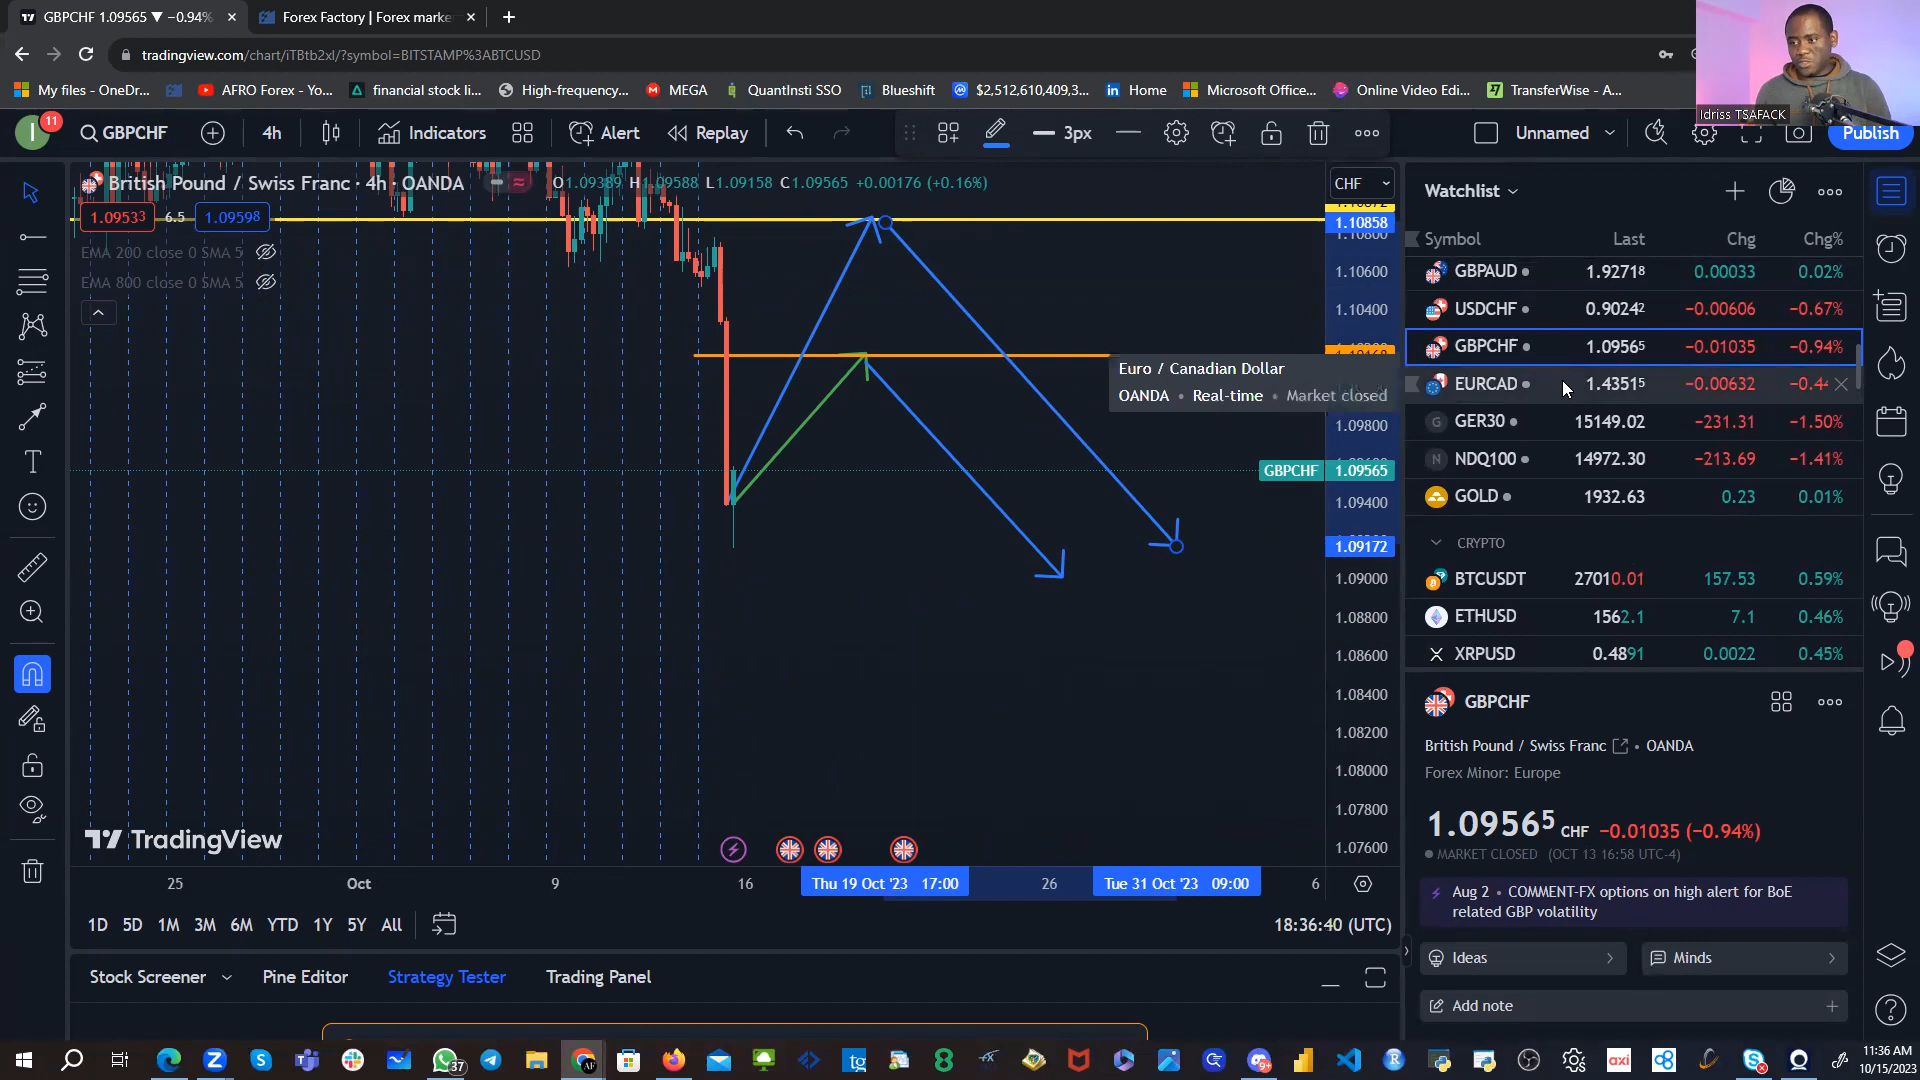 GBPCHF 1.09565 ▼ −0.94%
Forex Factory | Forex marke
tradingview.com/chart/iTBtb2xl/?symbol=BITSTAMP%3ABTCUSD
My files - OneDr...
AFRO Forex - Yo...
financial stock li...
High-frequency...
MEGA
QuantInsti SSO
Blueshift
$2,512,610,409,3...
Home
Microsoft Office...
Online Video Edi...
TransferWise - A...
Idriss TSAFACK
I
11
GBPCHF
4h
Indicators
Alert
Replay
3px
Unnamed
Publish
British Pound / Swiss Franc · 4h · OANDA
O1.09389 H1.09588 L1.09158 C1.09565 +0.00176 (+0.16%)
CHF
1.09533
6.5
1.09598
EMA 200 close 0 SMA 5
EMA 800 close 0 SMA 5
1.10858
1.10800
1.10600
1.10400
1.09800
GBPCHF 1.09565
1.09400
1.09172
1.09000
1.08800
1.08600
1.08400
1.08200
1.08000
1.07800
1.07600
Euro / Canadian Dollar
OANDA • Real-time • Market closed
TradingView
25
Oct
9
16
Thu 19 Oct '23 17:00
26
Tue 31 Oct '23 09:00
6
1D 5D 1M 3M 6M YTD 1Y 5Y All
18:36:40 (UTC)
Stock Screener
Pine Editor
Strategy Tester
Trading Panel
Watchlist
Symbol Last Chg Chg%
GBPAUD 1.92718 0.00033 0.02%
USDCHF 0.90242 −0.00606 −0.67%
GBPCHF 1.09565 −0.01035 −0.94%
EURCAD 1.43515 −0.00632 −0.44
GER30 15149.02 −231.31 −1.50%
NDQ100 14972.30 −213.69 −1.41%
GOLD 1932.63 0.23 0.01%
CRYPTO
BTCUSDT 27010.01 157.53 0.59%
ETHUSD 1562.1 7.1 0.46%
XRPUSD 0.4891 0.0022 0.45%
GBPCHF
British Pound / Swiss Franc • OANDA
Forex Minor: Europe
1.09565 CHF −0.01035 (−0.94%)
MARKET CLOSED (OCT 13 16:58 UTC-4)
Aug 2 • COMMENT-FX options on high alert for BoE
related GBP volatility
Ideas
Minds
Add note
37
tg
9+
axi
11:36 AM
10/15/2023